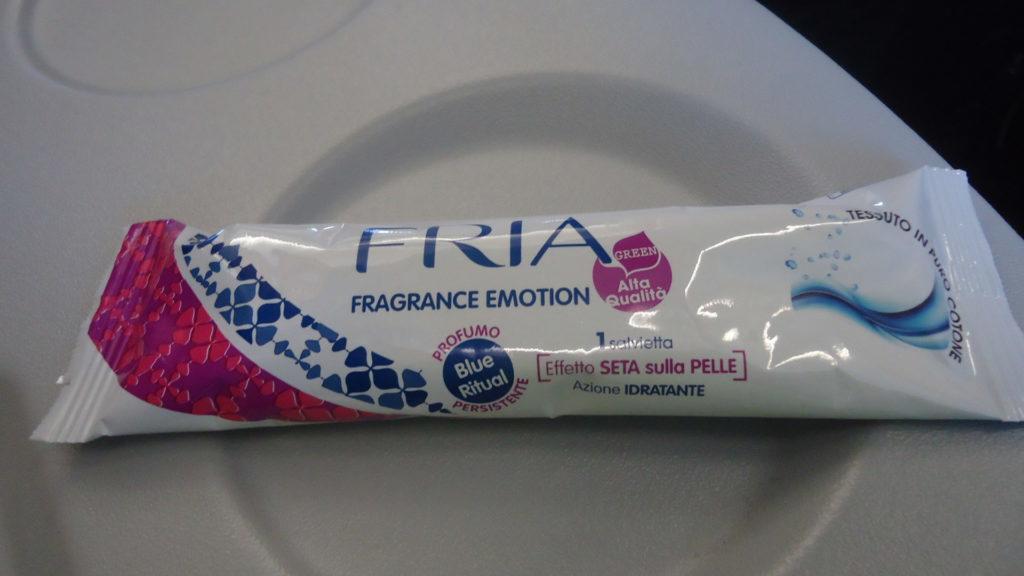 FRIA
GREEN
Alta
Qualità
FRAGRANCE EMOTION
PROFUMO
Blue
Ritual
PERSISTENTE
1 salvietta
[Effetto SETA sulla PELLE]
Azione IDRATANTE
TESSUTO IN PURO COTONE